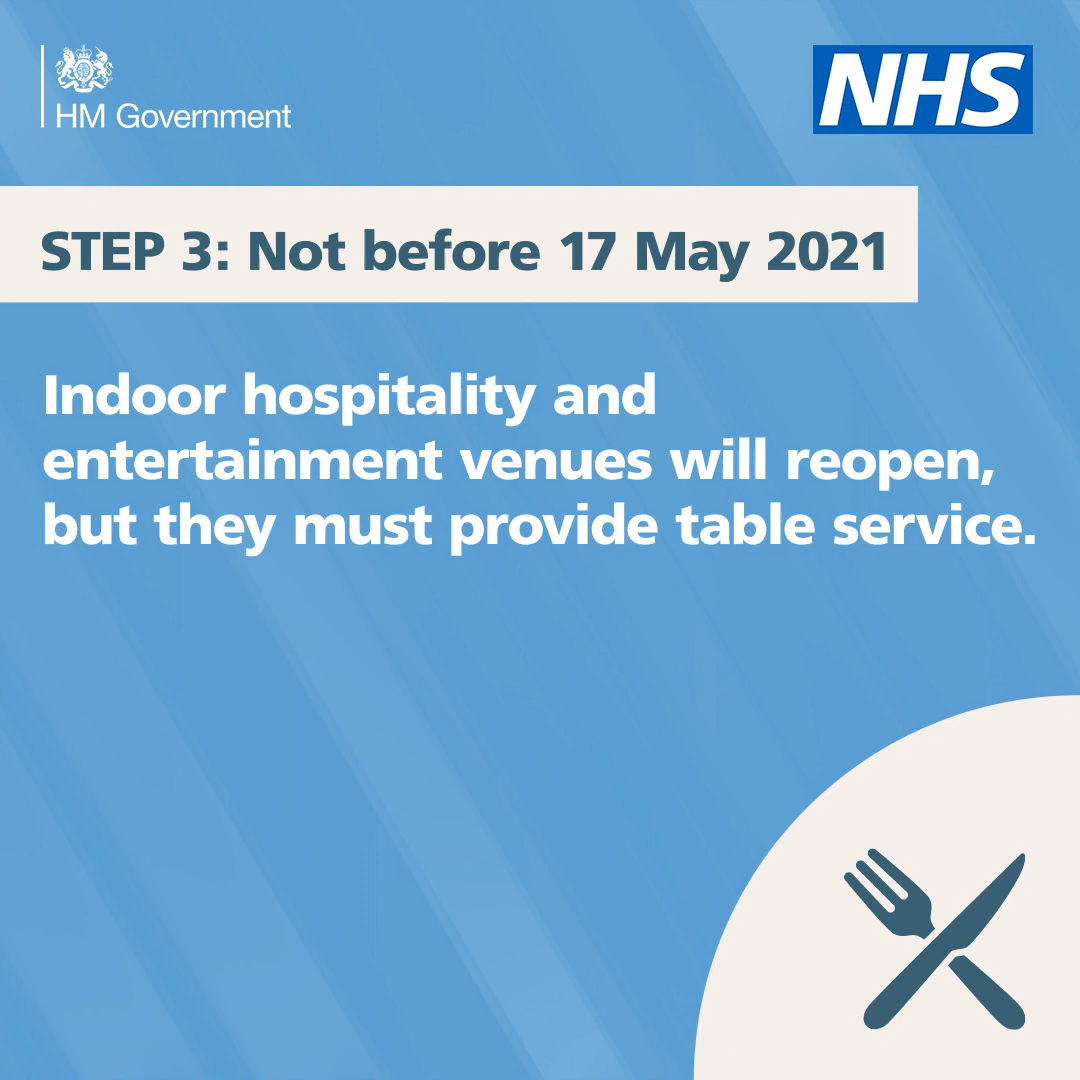 HM Government
NHS
STEP 3: Not before 17 May 2021
Indoor hospitality and
entertainment venues will reopen,
but they must provide table service.